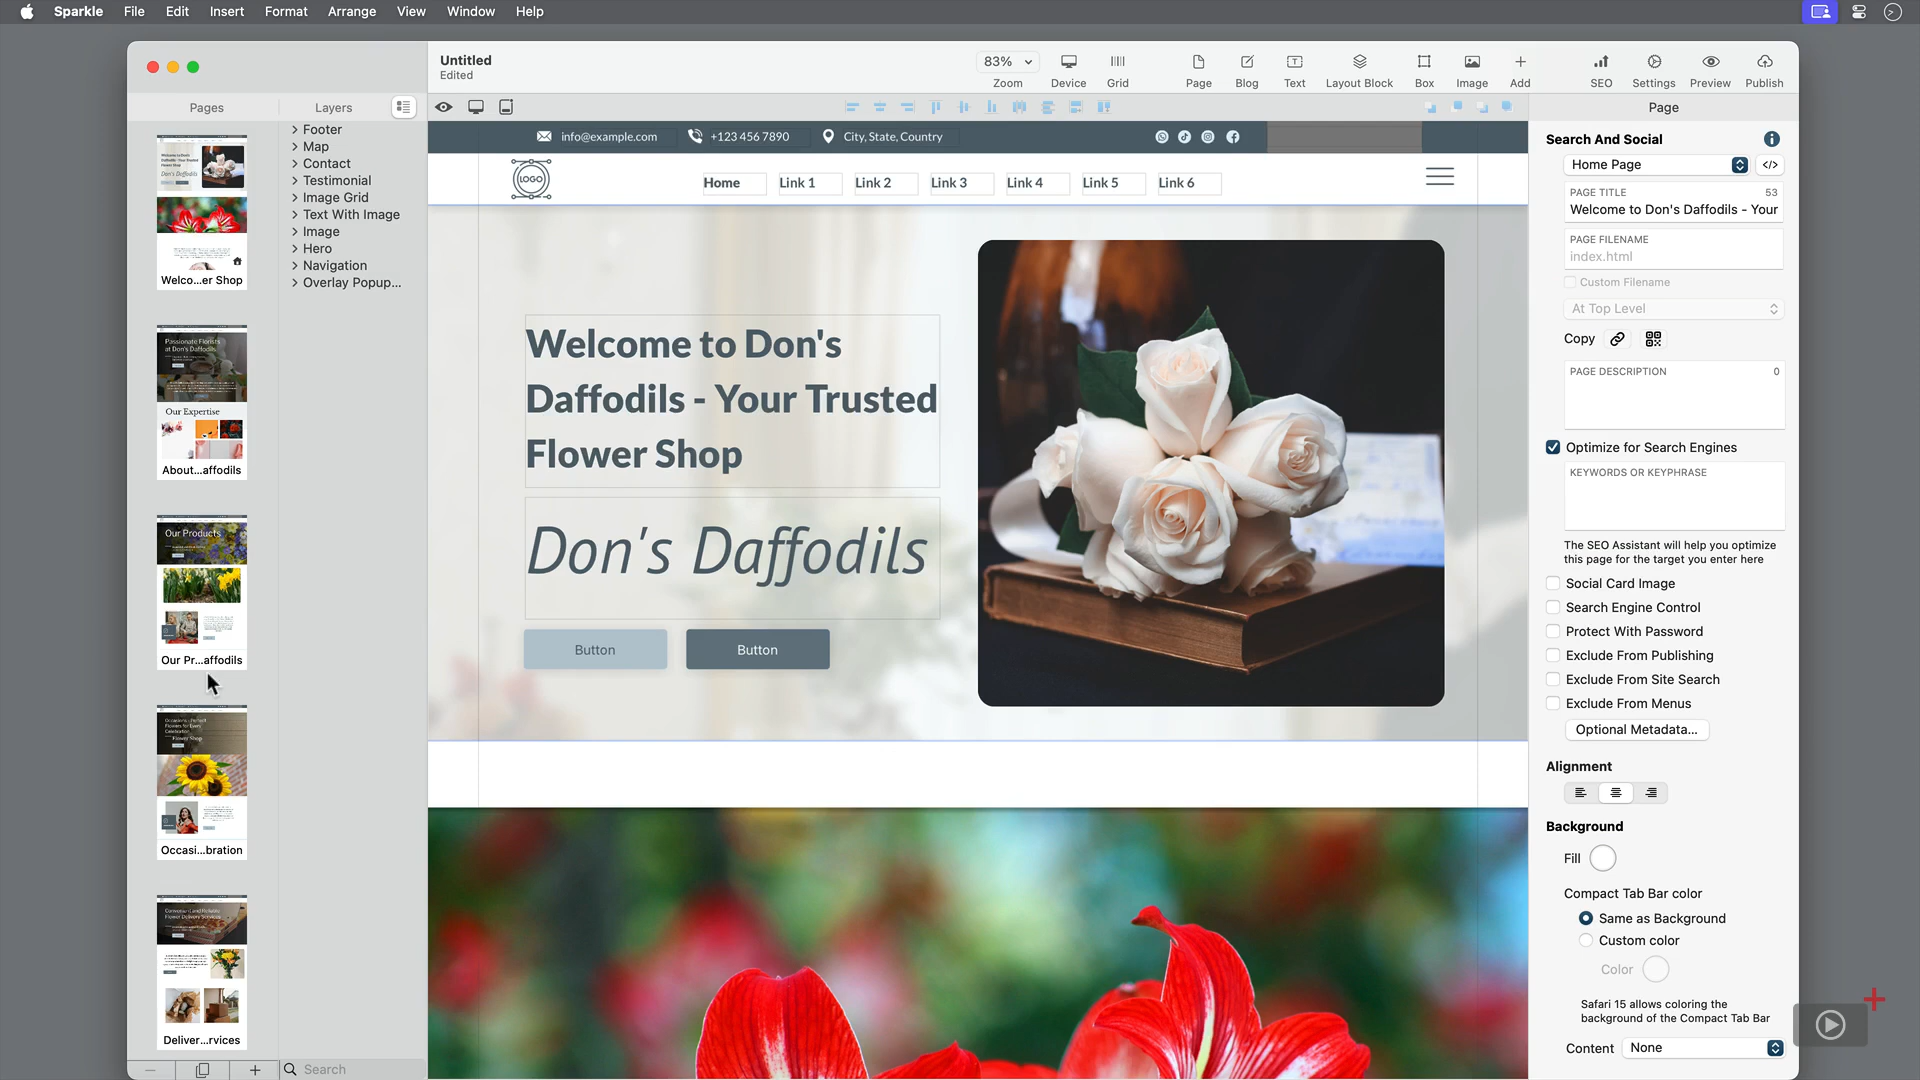 Sparkle File Edit Insert Format Arrange View Window Help
Untitled
Edited
83%
Zoom Device Grid Page Blog Text Layout Block Box Image Add SEO Settings Preview Publish
Pages Layers Page
Footer
Map
Contact
Testimonial
Image Grid
Text With Image
Image
Hero
Navigation
Overlay Popup...
Welco...er Shop
Passionate Florists
at Don's Daffodils
Our Expertise
About...affodils
Our Products
Our Pr...affodils
Occasi...bration
Deliver...rvices
Search
info@example.com +123 456 7890 City, State, Country
LOGO
Home Link 1 Link 2 Link 3 Link 4 Link 5 Link 6
Welcome to Don's
Daffodils - Your Trusted
Flower Shop
Don's Daffodils
Button Button
Search And Social
Home Page
PAGE TITLE 53
Welcome to Don's Daffodils - Your
PAGE FILENAME
index.html
Custom Filename
At Top Level
Copy
PAGE DESCRIPTION 0
Optimize for Search Engines
KEYWORDS OR KEYPHRASE
The SEO Assistant will help you optimize
this page for the target you enter here
Social Card Image
Search Engine Control
Protect With Password
Exclude From Publishing
Exclude From Site Search
Exclude From Menus
Optional Metadata...
Alignment
Background
Fill
Compact Tab Bar color
Same as Background
Custom color
Color
Safari 15 allows coloring the
background of the Compact Tab Bar
Content None